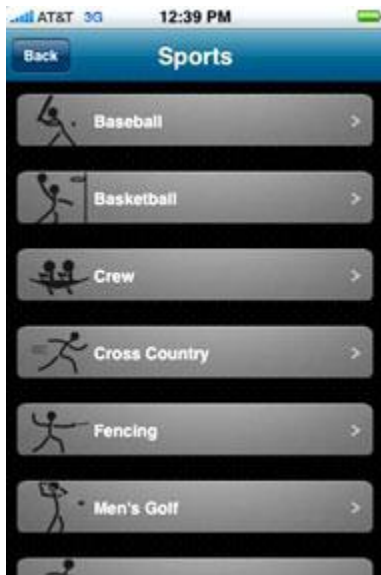 AT&T 3G 12:39 PM
Back Sports
Baseball >
Basketball >
Crew >
Cross Country >
Fencing >
Men's Golf >